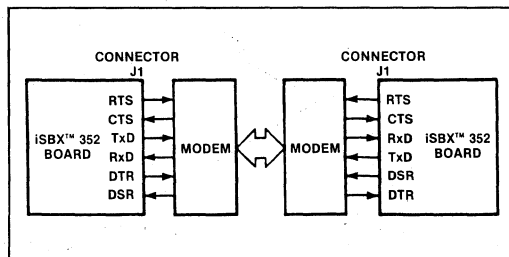 CONNECTOR
J1
CONNECTOR
J1
iSBX™ 352
BOARD
RTS
CTS
TxD
RxD
DTR
DSR
MODEM
MODEM
RTS
CTS
RxD
TxD
DSR
DTR
iSBX™ 352
BOARD